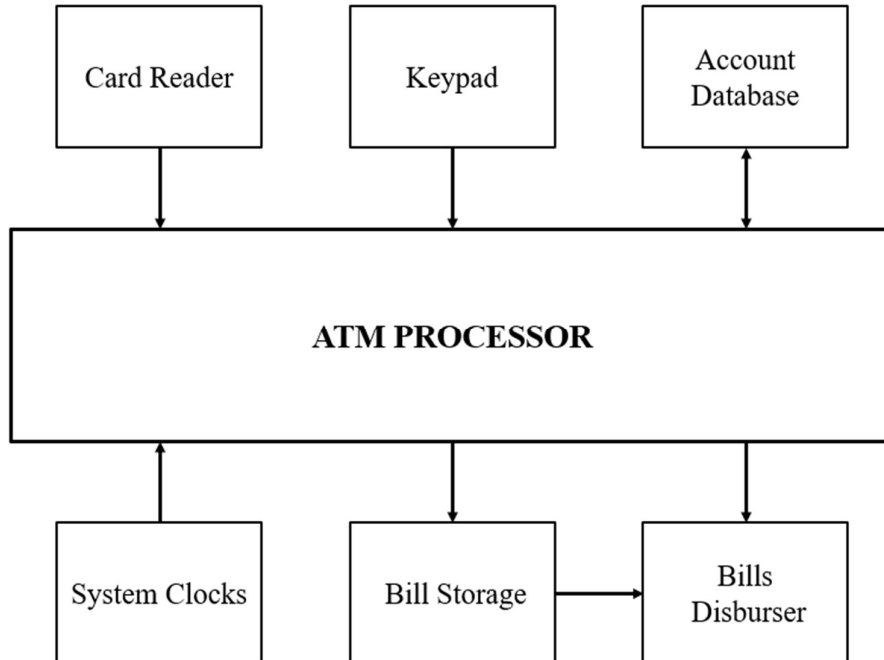 Card Reader
Keypad
Account
Database
ATM PROCESSOR
System Clocks
Bill Storage
Bills
Disburser